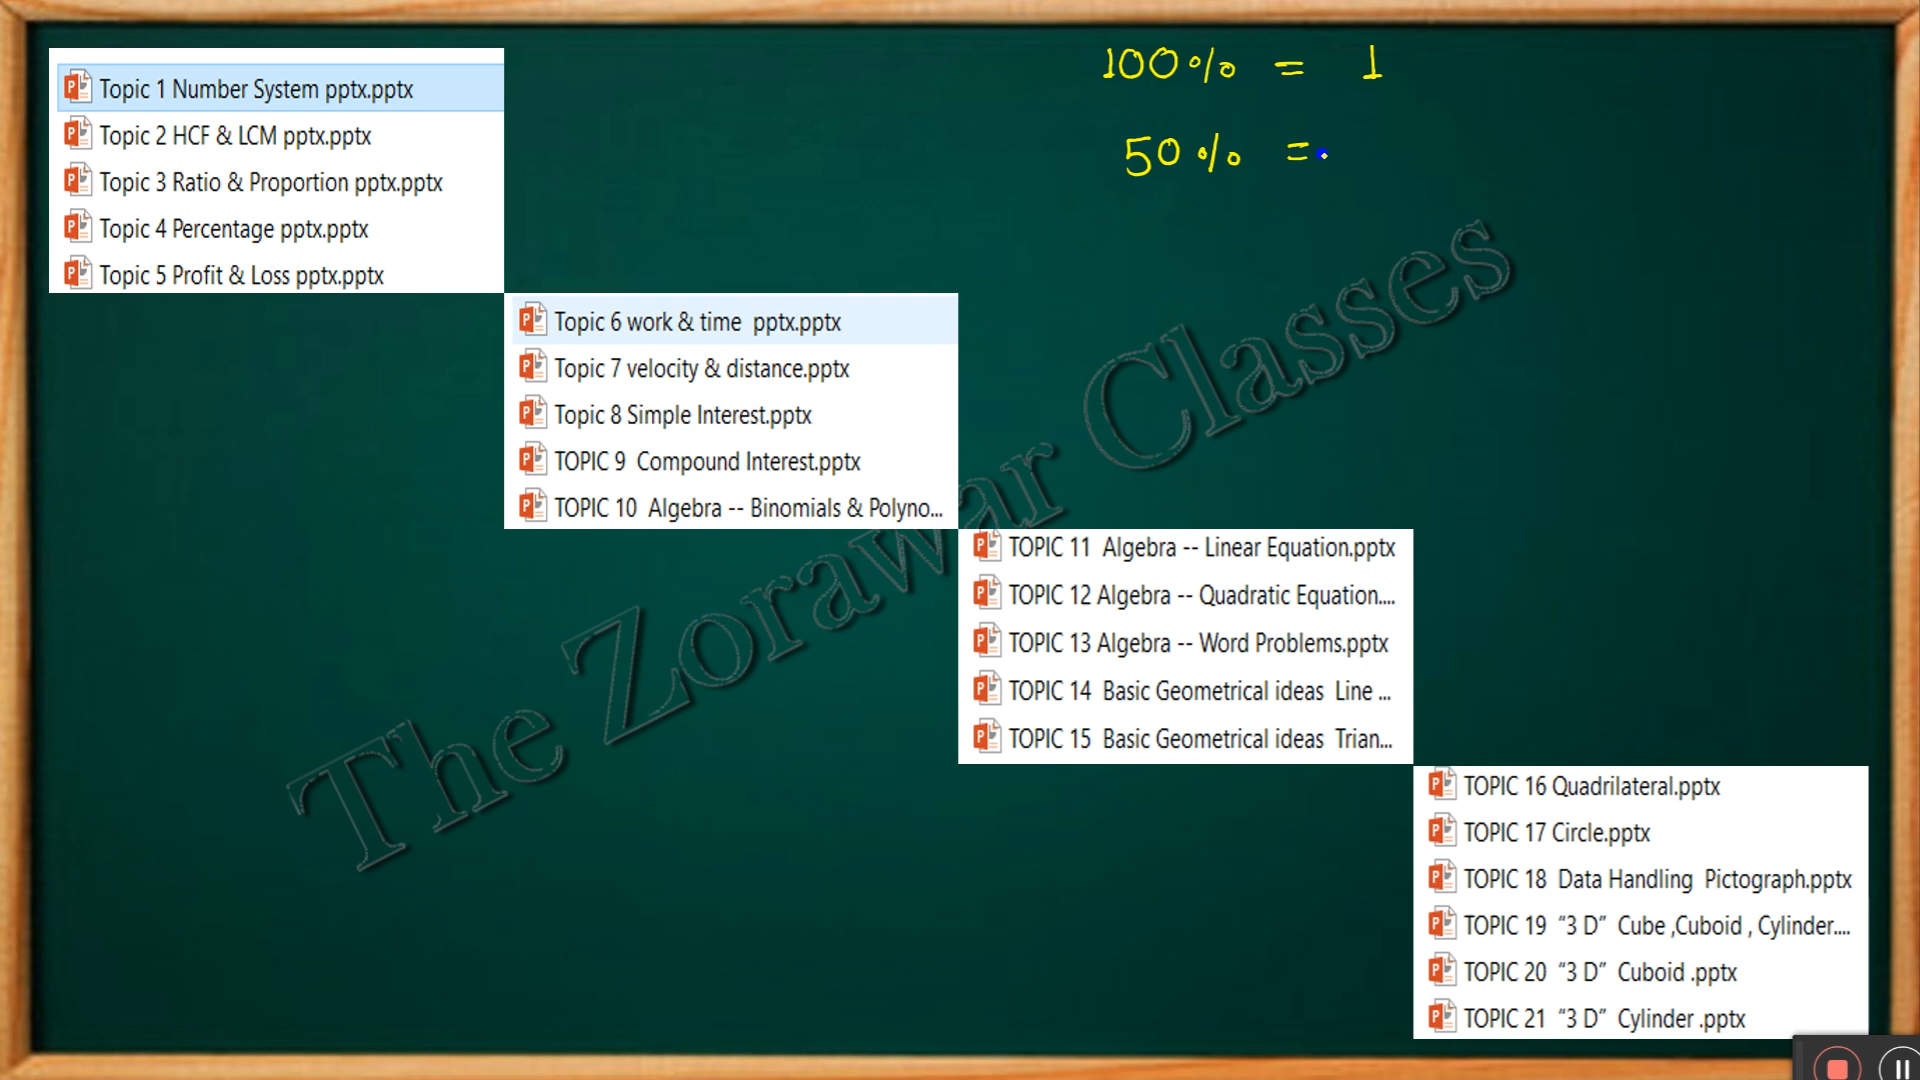 Topic 1 Number System pptx.pptx
Topic 2 HCF & LCM pptx.pptx
Topic 3 Ratio & Proportion pptx.pptx
Topic 4 Percentage pptx.pptx
Topic 5 Profit & Loss pptx.pptx
100% = 1
50% =
Topic 6 work & time  pptx.pptx
Topic 7 velocity & distance.pptx
Topic 8 Simple Interest.pptx
TOPIC 9  Compound Interest.pptx
TOPIC 10  Algebra -- Binomials & Polyno...
TOPIC 11  Algebra -- Linear Equation.pptx
TOPIC 12 Algebra -- Quadratic Equation....
TOPIC 13 Algebra -- Word Problems.pptx
TOPIC 14  Basic Geometrical ideas  Line ...
TOPIC 15  Basic Geometrical ideas  Trian...
TOPIC 16 Quadrilateral.pptx
TOPIC 17 Circle.pptx
TOPIC 18  Data Handling  Pictograph.pptx
TOPIC 19  “3 D”  Cube ,Cuboid , Cylinder....
TOPIC 20  “3 D”  Cuboid .pptx
TOPIC 21  “3 D”  Cylinder .pptx
The Zorawar Classes